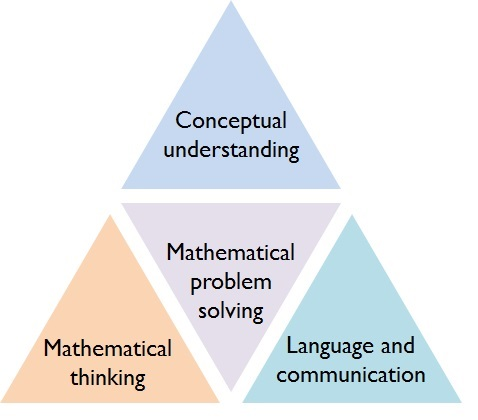 Conceptual
understanding
Mathematical
problem
solving
Mathematical
thinking
Language and
communication